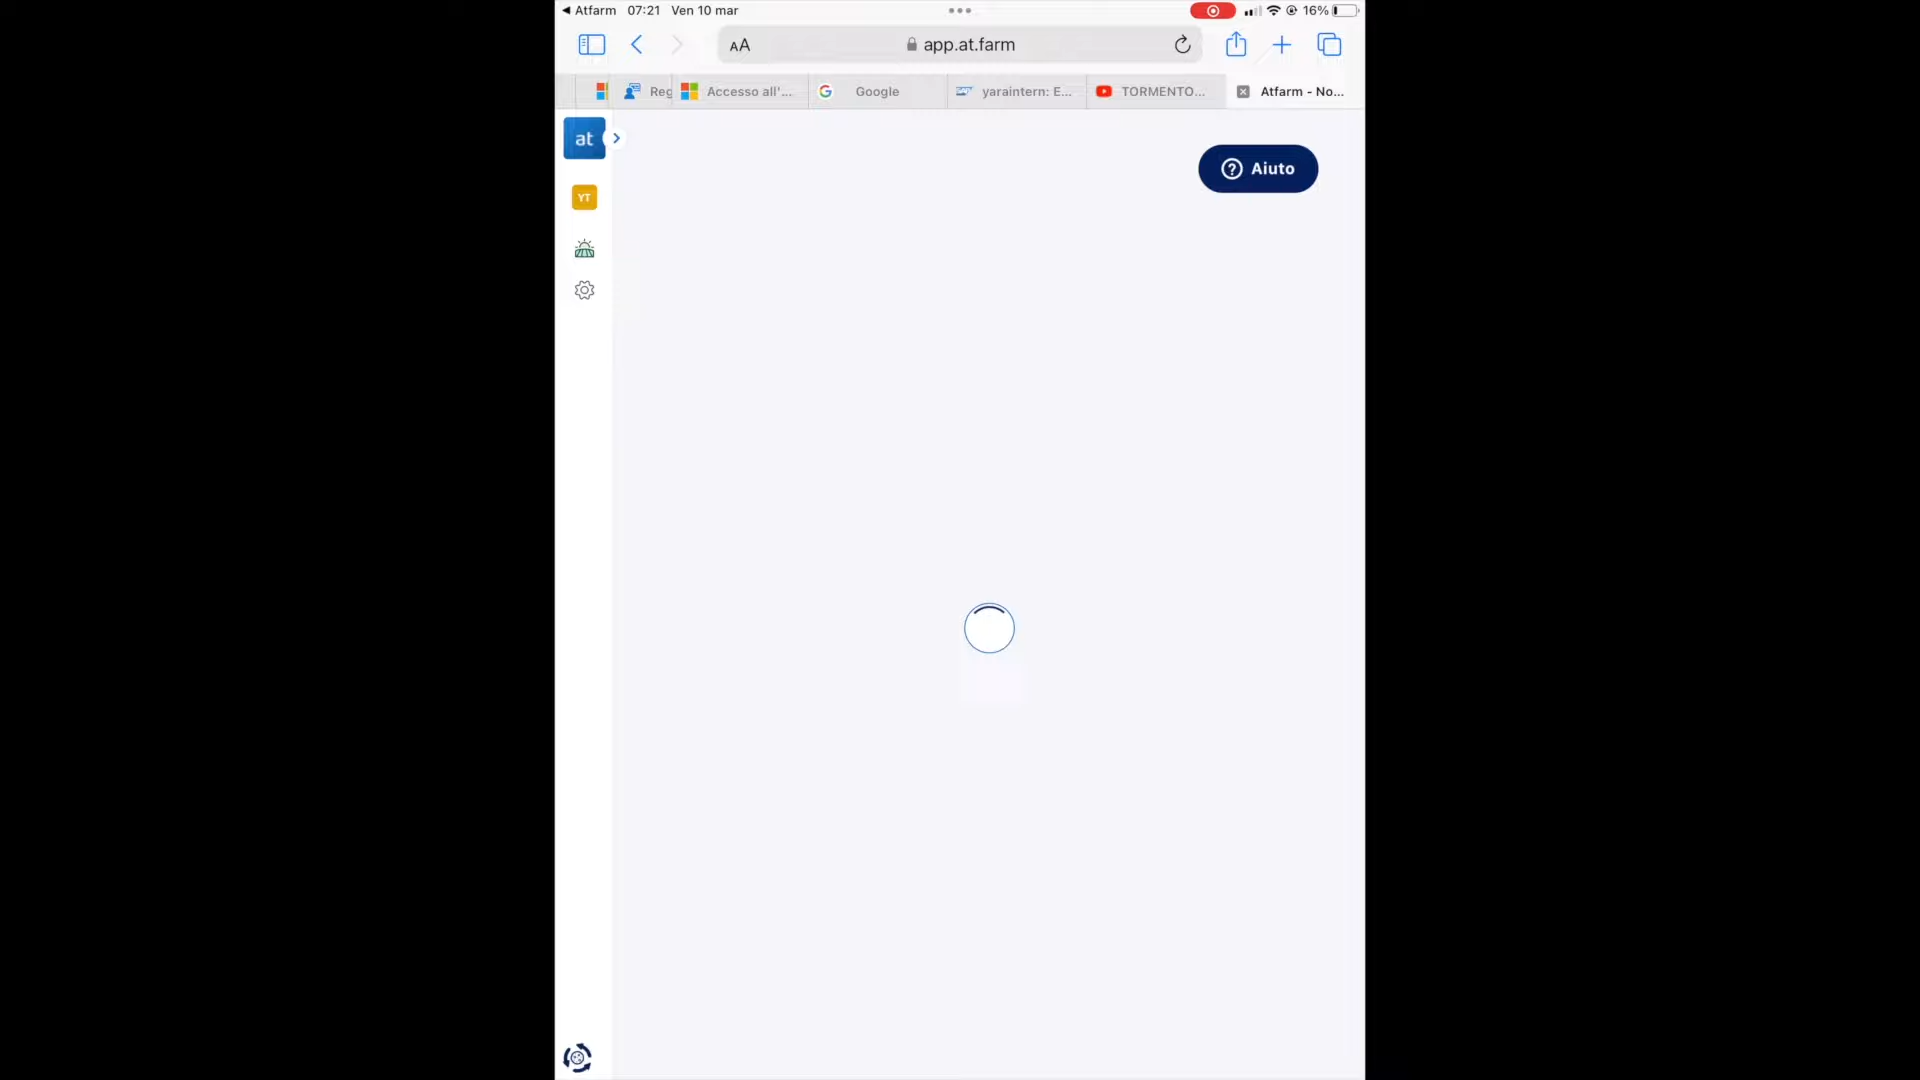 ◀ Atfarm 07:21 Ven 10 mar 16%
AA app.at.farm
Reg Accesso all'... Google yaraintern: E... TORMENTO... Atfarm - No...
at
Aiuto
YT